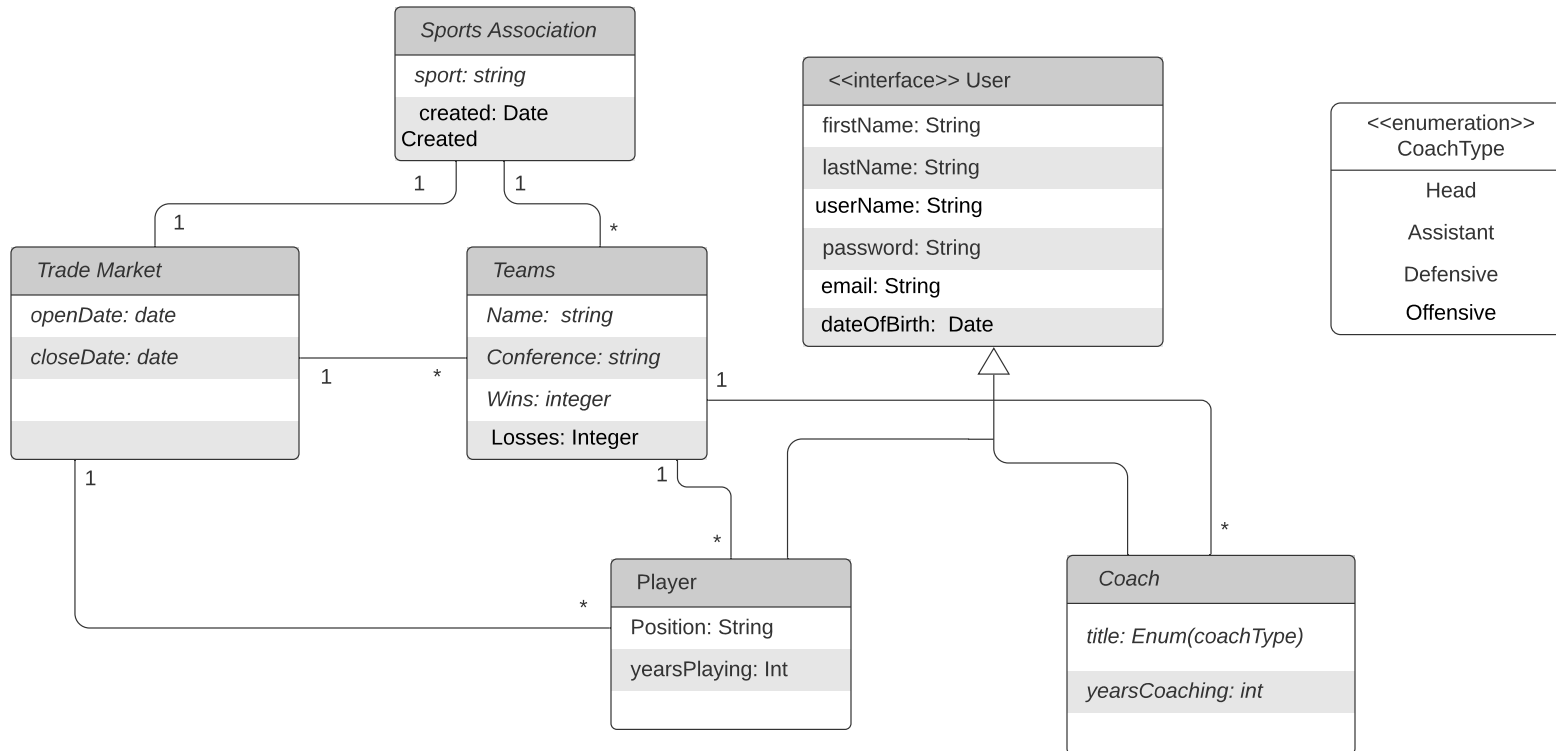 Sports Association
sport: string
created: Date
Created
1
1
1
*
<<interface>> User
firstName: String
lastName: String
userName: String
password: String
email: String
dateOfBirth:  Date
<<enumeration>>
CoachType
Head
Assistant
Defensive
Offensive
Trade Market
openDate: date
closeDate: date
1
*
1
Teams
Name:  string
Conference: string
Wins: integer
Losses: Integer
1
1
*
*
*
Player
Position: String
yearsPlaying: Int
Coach
title: Enum(coachType)
yearsCoaching: int